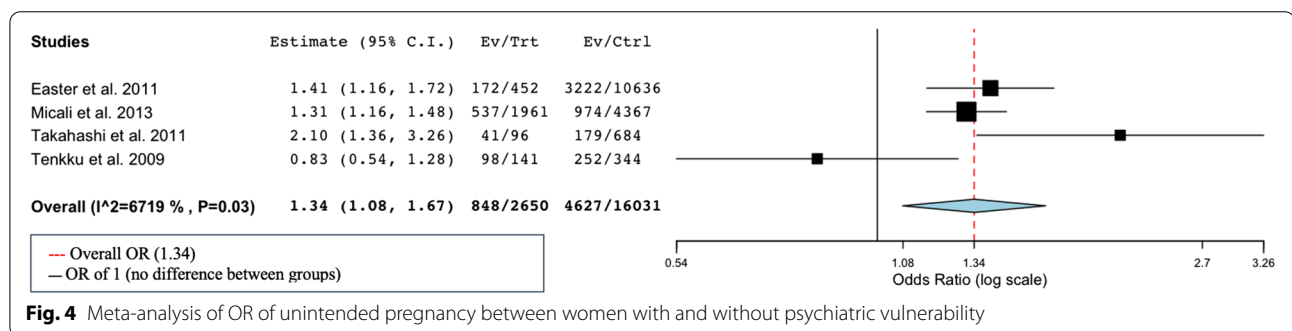 Studies Estimate (95% C.I.) Ev/Trt Ev/Ctrl
Easter et al. 2011 1.41 (1.16, 1.72) 172/452 3222/10636
Micali et al. 2013 1.31 (1.16, 1.48) 537/1961 974/4367
Takahashi et al. 2011 2.10 (1.36, 3.26) 41/96 179/684
Tenkku et al. 2009 0.83 (0.54, 1.28) 98/141 252/344
Overall (I^2=6719 % , P=0.03) 1.34 (1.08, 1.67) 848/2650 4627/16031
--- Overall OR (1.34)
— OR of 1 (no difference between groups)
0.54 1.08 1.34 2.7 3.26
Odds Ratio (log scale)
Fig. 4 Meta-analysis of OR of unintended pregnancy between women with and without psychiatric vulnerability